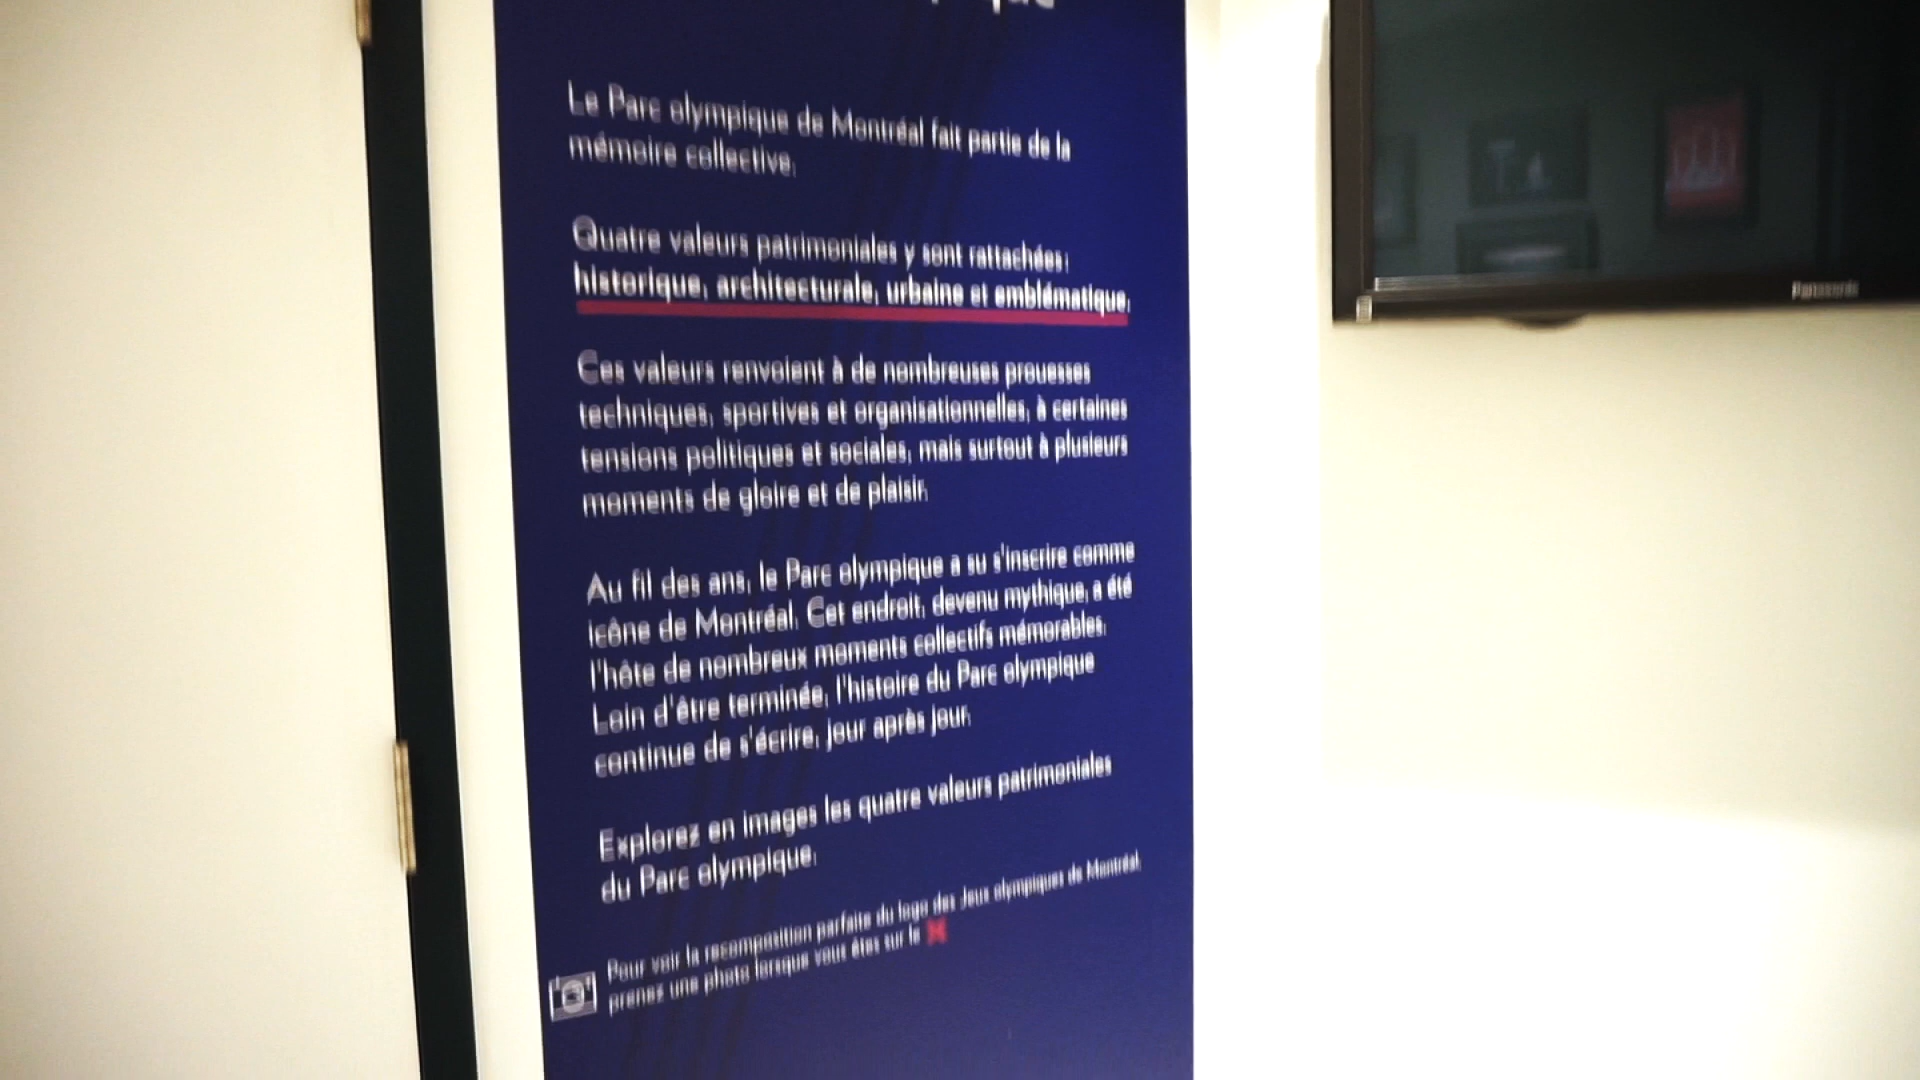 Le Parc olympique de Montréal fait partie de la
mémoire collective.
Quatre valeurs patrimoniales y sont rattachées :
historique, architecturale, urbaine et emblématique.
Ces valeurs renvoient à de nombreuses prouesses
techniques, sportives et organisationnelles, à certaines
tensions politiques et sociales, mais surtout à plusieurs
moments de gloire et de plaisir.
Au fil des ans, le Parc olympique a su s'inscrire comme
icône de Montréal. Cet endroit, devenu mythique, a été
l'hôte de nombreux moments collectifs mémorables.
Loin d'être terminée, l'histoire du Parc olympique
continue de s'écrire, jour après jour.
Explorez en images les quatre valeurs patrimoniales
du Parc olympique.
Pour voir la recomposition parfaite du logo des Jeux olympiques de Montréal,
prenez une photo lorsque vous êtes sur le
Panasonic